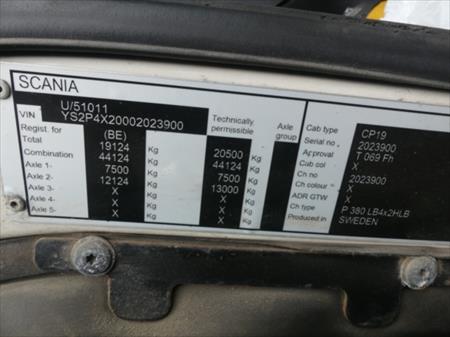 SCANIA
U/51011
VIN YS2P4X20002023900
Regist. for (BE) Technically permissible Axle group
Total 19124 Kg 20500 Kg
Combination 44124 Kg 44124 Kg
Axle 1- 7500 Kg 7500 Kg
Axle 2- 12124 Kg 13000 Kg
Axle 3- X Kg X Kg
Axle 4- X Kg X Kg
Axle 5- X Kg X Kg
Cab type CP19
Serial no 2023900
Approval T 069 Fh
Cab col X
Ch no 2023900
Ch colour X
ADR GTW X
Ch type P 380 LB4x2HLB
Produced in SWEDEN